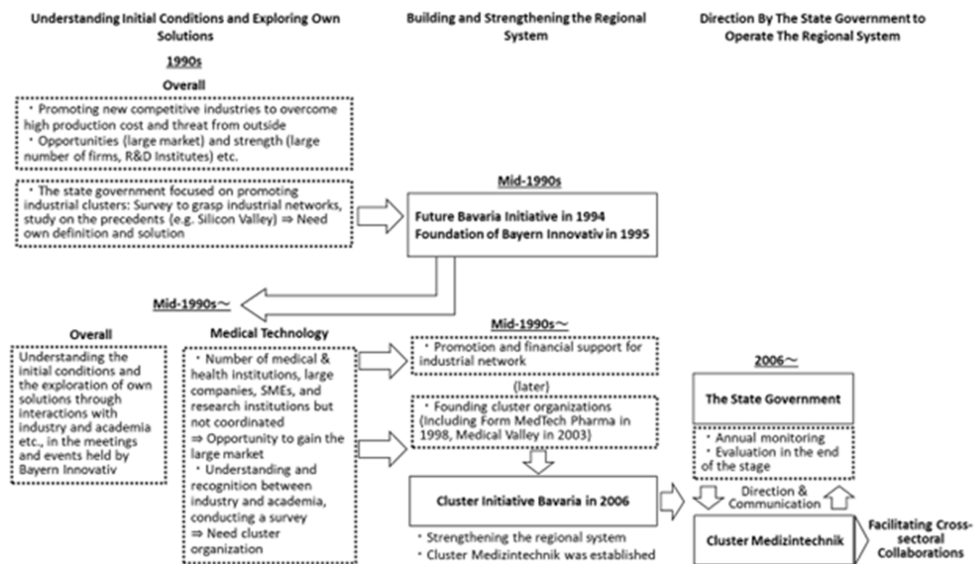 Understanding Initial Conditions and Exploring Own
Solutions
Building and Strengthening the Regional
System
Direction By The State Government to
Operate The Regional System
1990s
Overall
・Promoting new competitive industries to overcome
high production cost and threat from outside
・Opportunities (large market) and strength (large
number of firms, R&D Institutes) etc.
・The state government focused on promoting
industrial clusters: Survey to grasp industrial networks,
study on the precedents (e.g. Silicon Valley) ⇒ Need
own definition and solution
Mid-1990s
Future Bavaria Initiative in 1994
Foundation of Bayern Innovativ in 1995
Mid-1990s～
Overall
Understanding the
initial conditions and
the exploration of own
solutions through
interactions with
industry and academia
etc., in the meetings
and events held by
Bayern Innovativ
Medical Technology
・Number of medical &
health institutions, large
companies, SMEs, and
research institutions but
not coordinated
⇒ Opportunity to gain the
large market
・Understanding and
recognition between
industry and academia,
conducting a survey
⇒ Need cluster
organization
Mid-1990s～
・Promotion and financial support for
industrial network
(later)
・Founding cluster organizations
(Including Form MedTech Pharma in
1998, Medical Valley in 2003)
Cluster Initiative Bavaria in 2006
・Strengthening the regional system
・Cluster Medizintechnik was established
2006～
The State Government
・Annual monitoring
・Evaluation in the end
of the stage
Direction &
Communication
Cluster Medizintechnik
Facilitating Cross-
sectoral
Collaborations